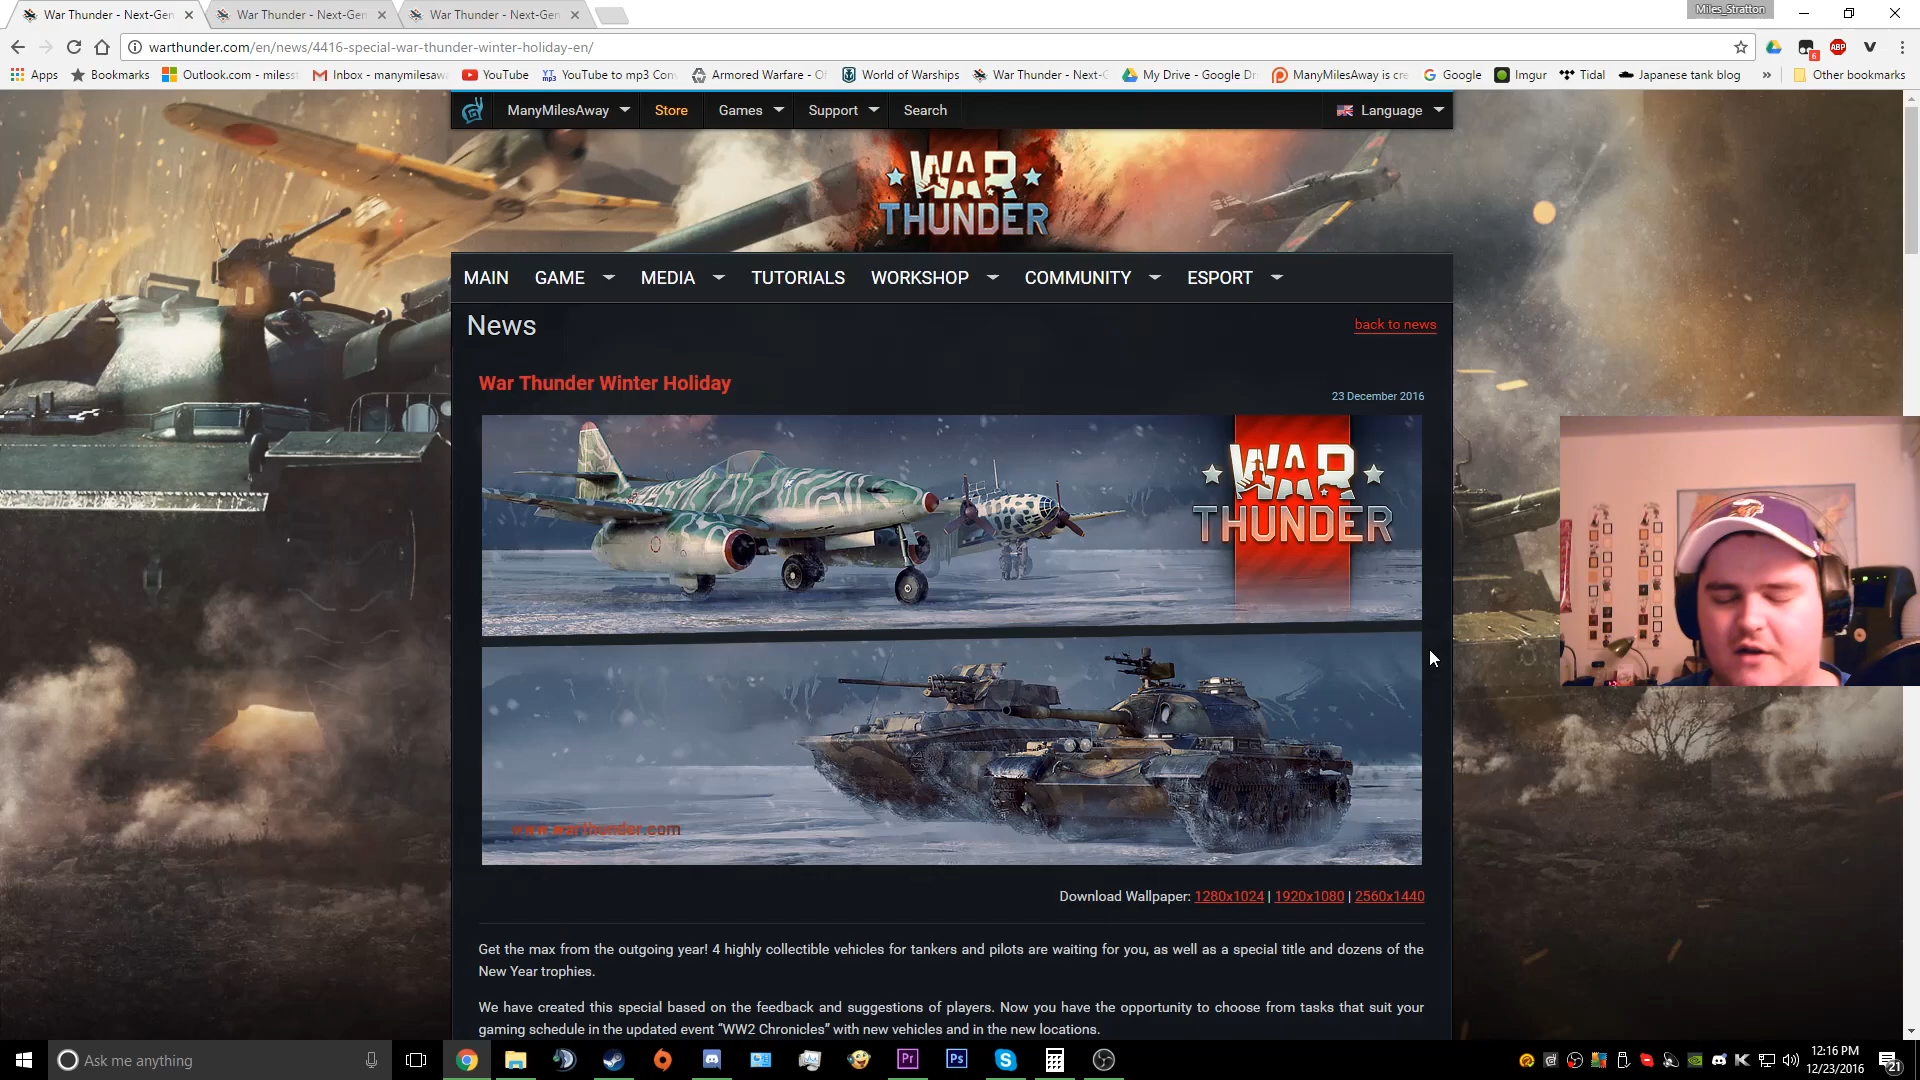 War Thunder - Next-Gen
War Thunder - Next-Gen
War Thunder - Next-Gen
Miles_Stratton
warthunder.com/en/news/4416-special-war-thunder-winter-holiday-en/
6
ABP
Apps
Bookmarks
Outlook.com - milesst
Inbox - manymilesaw
YouTube
YouTube to mp3 Con
Armored Warfare - Of
World of Warships
War Thunder - Next-G
My Drive - Google Dr
ManyMilesAway is cre
Google
Imgur
Tidal
Japanese tank blog
»
Other bookmarks
ManyMilesAway
Store
Games
Support
Search
Language
WAR
THUNDER
MAIN
GAME
MEDIA
TUTORIALS
WORKSHOP
COMMUNITY
ESPORT
News
back to news
War Thunder Winter Holiday
23 December 2016
WAR
THUNDER
www.warthunder.com
Download Wallpaper: 1280x1024 | 1920x1080 | 2560x1440
Get the max from the outgoing year! 4 highly collectible vehicles for tankers and pilots are waiting for you, as well as a special title and dozens of the
New Year trophies.
We have created this special based on the feedback and suggestions of players. Now you have the opportunity to choose from tasks that suit your
gaming schedule in the updated event “WW2 Chronicles” with new vehicles and in the new locations.
Ask me anything
Pr
Ps
12:16 PM
12/23/2016
21